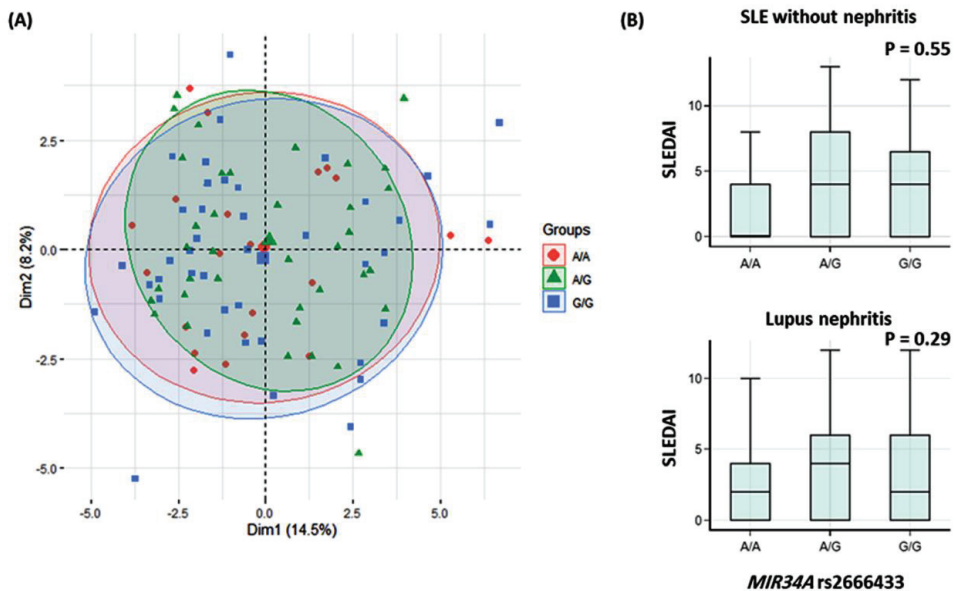 (A)
Dim2 (8.2%)
2.5
0.0
-2.5
-5.0
-5.0
-2.5
0.0
2.5
5.0
Dim1 (14.5%)
Groups
A/A
A/G
G/G
(B)
SLE without nephritis
P = 0.55
SLEDAI
10
5
0
A/A
A/G
G/G
Lupus nephritis
P = 0.29
SLEDAI
10
5
0
A/A
A/G
G/G
MIR34A rs2666433